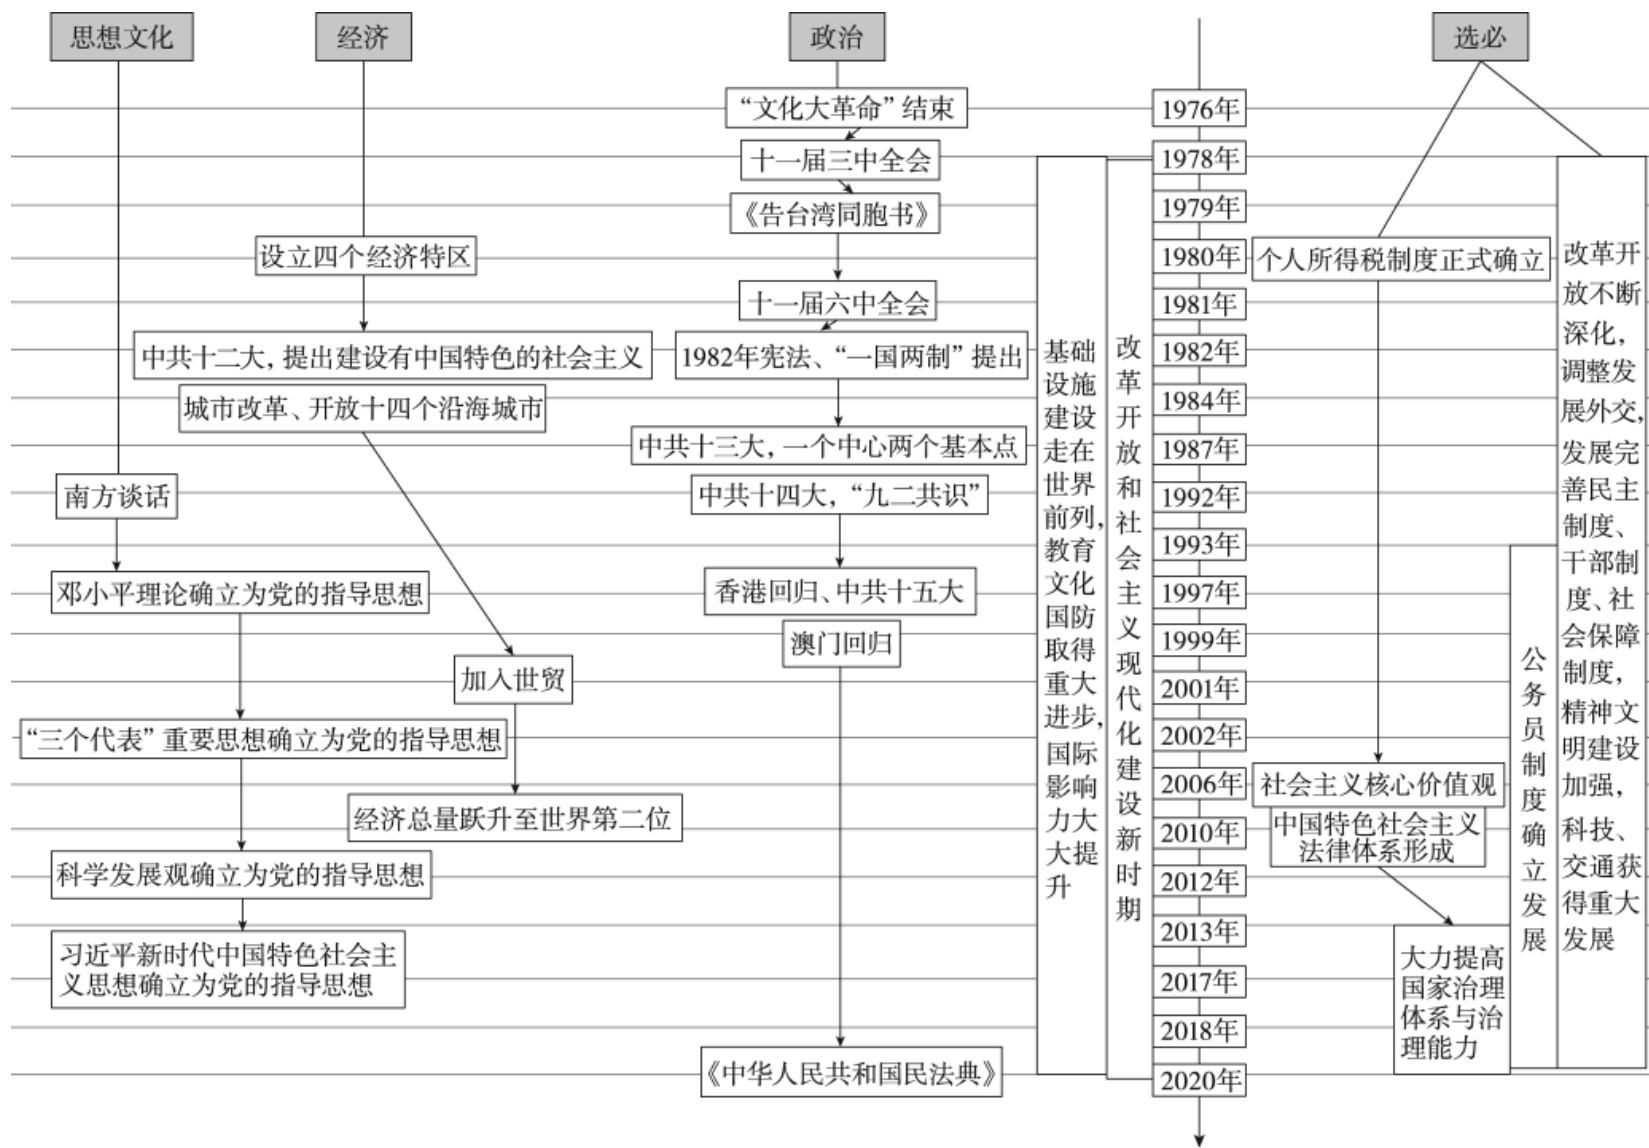 思想文化
经济
政治
选必
“文化大革命”结束
十一届三中全会
《告台湾同胞书》
设立四个经济特区
十一届六中全会
中共十二大，提出建设有中国特色的社会主义
1982年宪法、“一国两制”提出
城市改革、开放十四个沿海城市
中共十三大，一个中心两个基本点
南方谈话
中共十四大，“九二共识”
邓小平理论确立为党的指导思想
香港回归、中共十五大
澳门回归
加入世贸
“三个代表”重要思想确立为党的指导思想
经济总量跃升至世界第二位
科学发展观确立为党的指导思想
习近平新时代中国特色社会主
义思想确立为党的指导思想
《中华人民共和国民法典》
基础
设施
建设
走在
世界
前列，
教育
文化
国防
取得
重大
进步，
国际
影响
力大
大提
升
改革开放和社会主义现代化建设新时期
1976年
1978年
1979年
1980年
1981年
1982年
1984年
1987年
1992年
1993年
1997年
1999年
2001年
2002年
2006年
2010年
2012年
2013年
2017年
2018年
2020年
个人所得税制度正式确立
社会主义核心价值观
中国特色社会主义
法律体系形成
大力提高
国家治理
体系与治
理能力
公务员制度确立发展
改革开
放不断
深化，
调整发
展外交，
发展完
善民主
制度、
干部制
度、社
会保障
制度，
精神文
明建设
加强，
科技、
交通获
得重大
发展